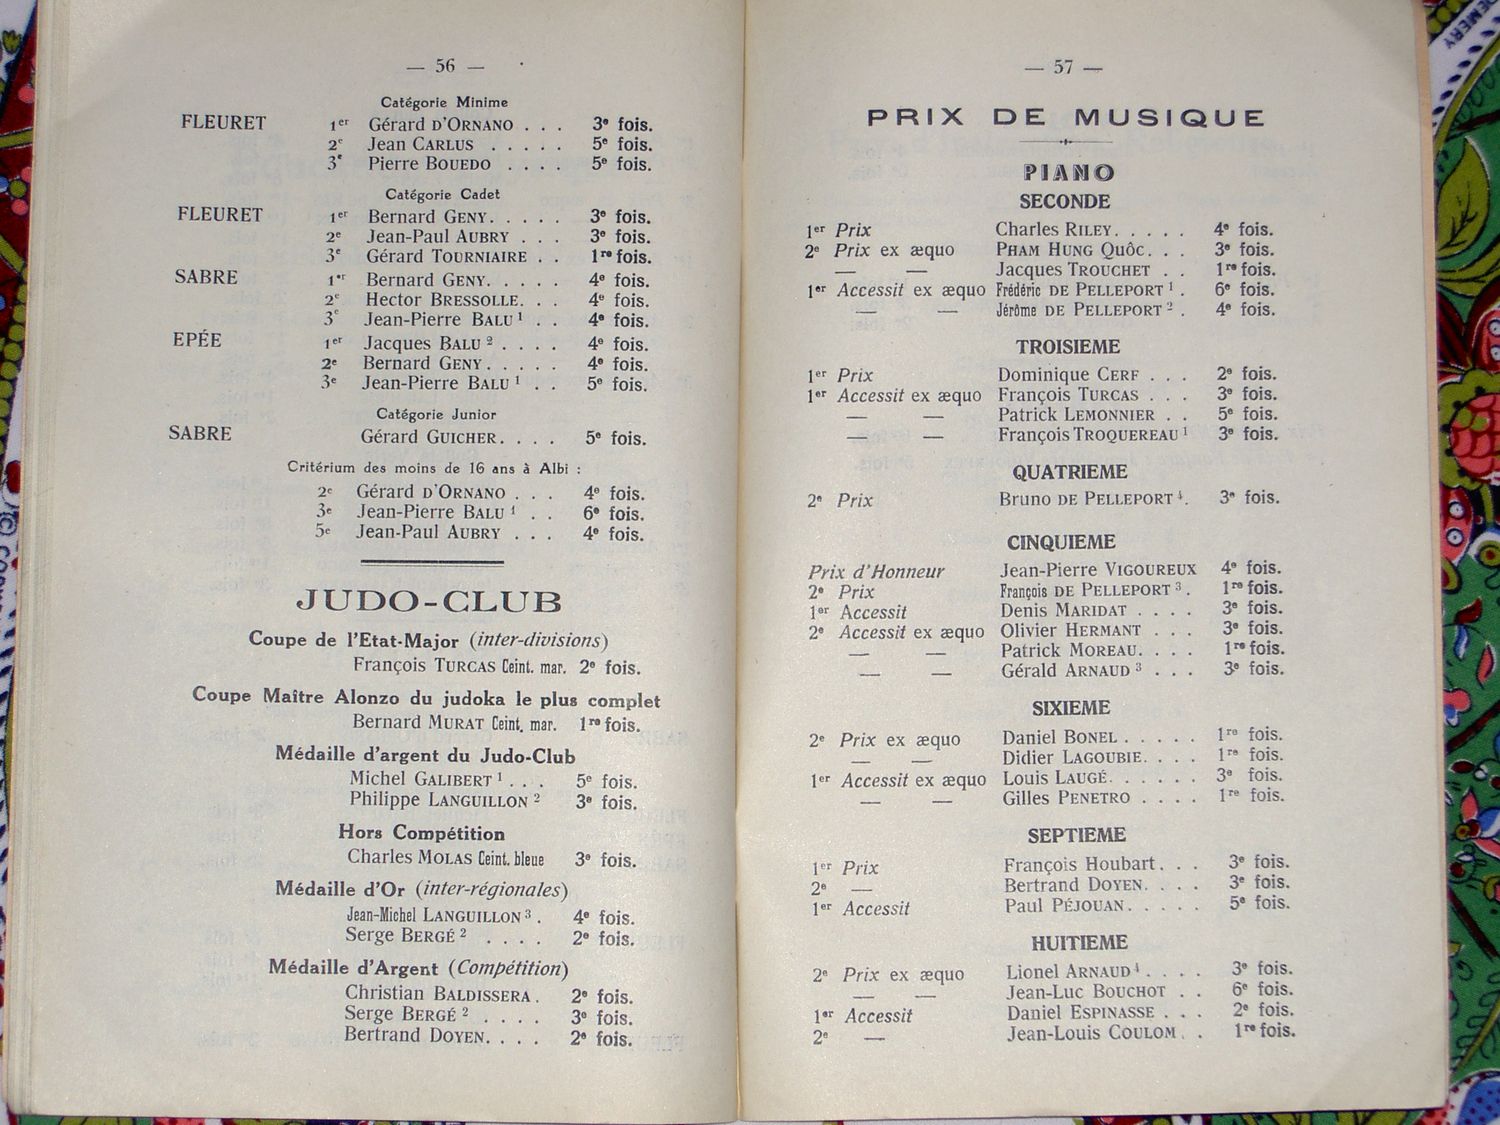 — 56 —
Catégorie Minime
FLEURET 1er Gérard D'ORNANO . . . 3e fois.
2e Jean CARLUS . . . . . 5e fois.
3e Pierre BOUEDO . . . . 5e fois.
Catégorie Cadet
FLEURET 1er Bernard GENY. . . . . 3e fois.
2e Jean-Paul AUBRY . . . 3e fois.
3e Gérard TOURNIAIRE . . 1re fois.
SABRE 1er Bernard GENY. . . . . 4e fois.
2e Hector BRESSOLLE. . . 4e fois.
3e Jean-Pierre BALU 1 . . 4e fois.
EPÉE 1er Jacques BALU 2 . . . . 4e fois.
2e Bernard GENY. . . . . 4e fois.
3e Jean-Pierre BALU 1 . . 5e fois.
Catégorie Junior
SABRE Gérard GUICHER. . . . 5e fois.
Critérium des moins de 16 ans à Albi :
2e Gérard D'ORNANO . . . 4e fois.
3e Jean-Pierre BALU 1 . . 6e fois.
5e Jean-Paul AUBRY . . . 4e fois.
JUDO-CLUB
Coupe de l'Etat-Major (inter-divisions)
François TURCAS Ceint. mar. 2e fois.
Coupe Maître Alonzo du judoka le plus complet
Bernard MURAT Ceint. mar. 1re fois.
Médaille d'argent du Judo-Club
Michel GALIBERT 1 . . . 5e fois.
Philippe LANGUILLON 2 3e fois.
Hors Compétition
Charles MOLAS Ceint. bleue 3e fois.
Médaille d'Or (inter-régionales)
Jean-Michel LANGUILLON 3 . 4e fois.
Serge BERGÉ 2 . . . . 2e fois.
Médaille d'Argent (Compétition)
Christian BALDISSERA . 2e fois.
Serge BERGÉ 2 . . . . 3e fois.
Bertrand DOYEN. . . . 2e fois.
— 57 —
PRIX DE MUSIQUE
PIANO
SECONDE
1er Prix Charles RILEY. . . . . 4e fois.
2e Prix ex æquo PHAM HUNG QUÔC. . . 3e fois.
— — Jacques TROUCHET . . 1re fois.
1er Accessit ex æquo Frédéric DE PELLEPORT 1 . 6e fois.
— — Jérôme DE PELLEPORT 2 . 4e fois.
TROISIEME
1er Prix Dominique CERF . . . 2e fois.
1er Accessit ex æquo François TURCAS . . . 3e fois.
— — Patrick LEMONNIER . . 5e fois.
— — François TROQUEREAU 1 3e fois.
QUATRIEME
2e Prix Bruno DE PELLEPORT 4. 3e fois.
CINQUIEME
Prix d'Honneur Jean-Pierre VIGOUREUX 4e fois.
2e Prix François DE PELLEPORT 3 . 1re fois.
1er Accessit Denis MARIDAT . . . . 3e fois.
2e Accessit ex æquo Olivier HERMANT . . . 3e fois.
— — Patrick MOREAU. . . . 1re fois.
— — Gérald ARNAUD 3 . . . 3e fois.
SIXIEME
2e Prix ex æquo Daniel BONEL . . . . . 1re fois.
— — Didier LAGOUBIE. . . . 1re fois.
1er Accessit ex æquo Louis LAUGÉ. . . . . . 3e fois.
— — Gilles PENETRO . . . . 1re fois.
SEPTIEME
1er Prix François Houbart. . . 3e fois.
2e — Bertrand DOYEN. . . . 3e fois.
1er Accessit Paul PÉJOUAN. . . . . 5e fois.
HUITIEME
2e Prix ex æquo Lionel ARNAUD 4 . . . . 3e fois.
— — Jean-Luc BOUCHOT . . 6e fois.
1er Accessit Daniel ESPINASSE . . . 2e fois.
2e — Jean-Louis COULOM . . 1re fois.